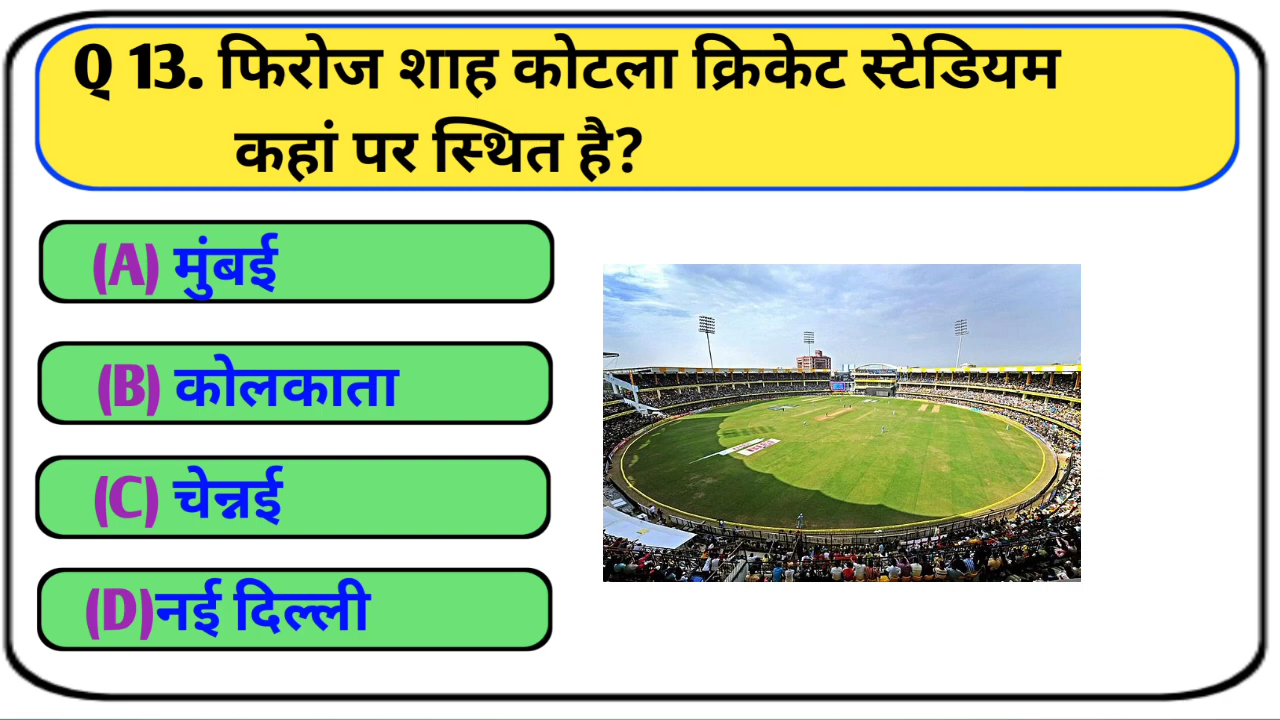 Q 13. फिरोज शाह कोटला क्रिकेट स्टेडियम
कहां पर स्थित है?
(A) मुंबई
(B) कोलकाता
(C) चेन्नई
(D)नई दिल्ली